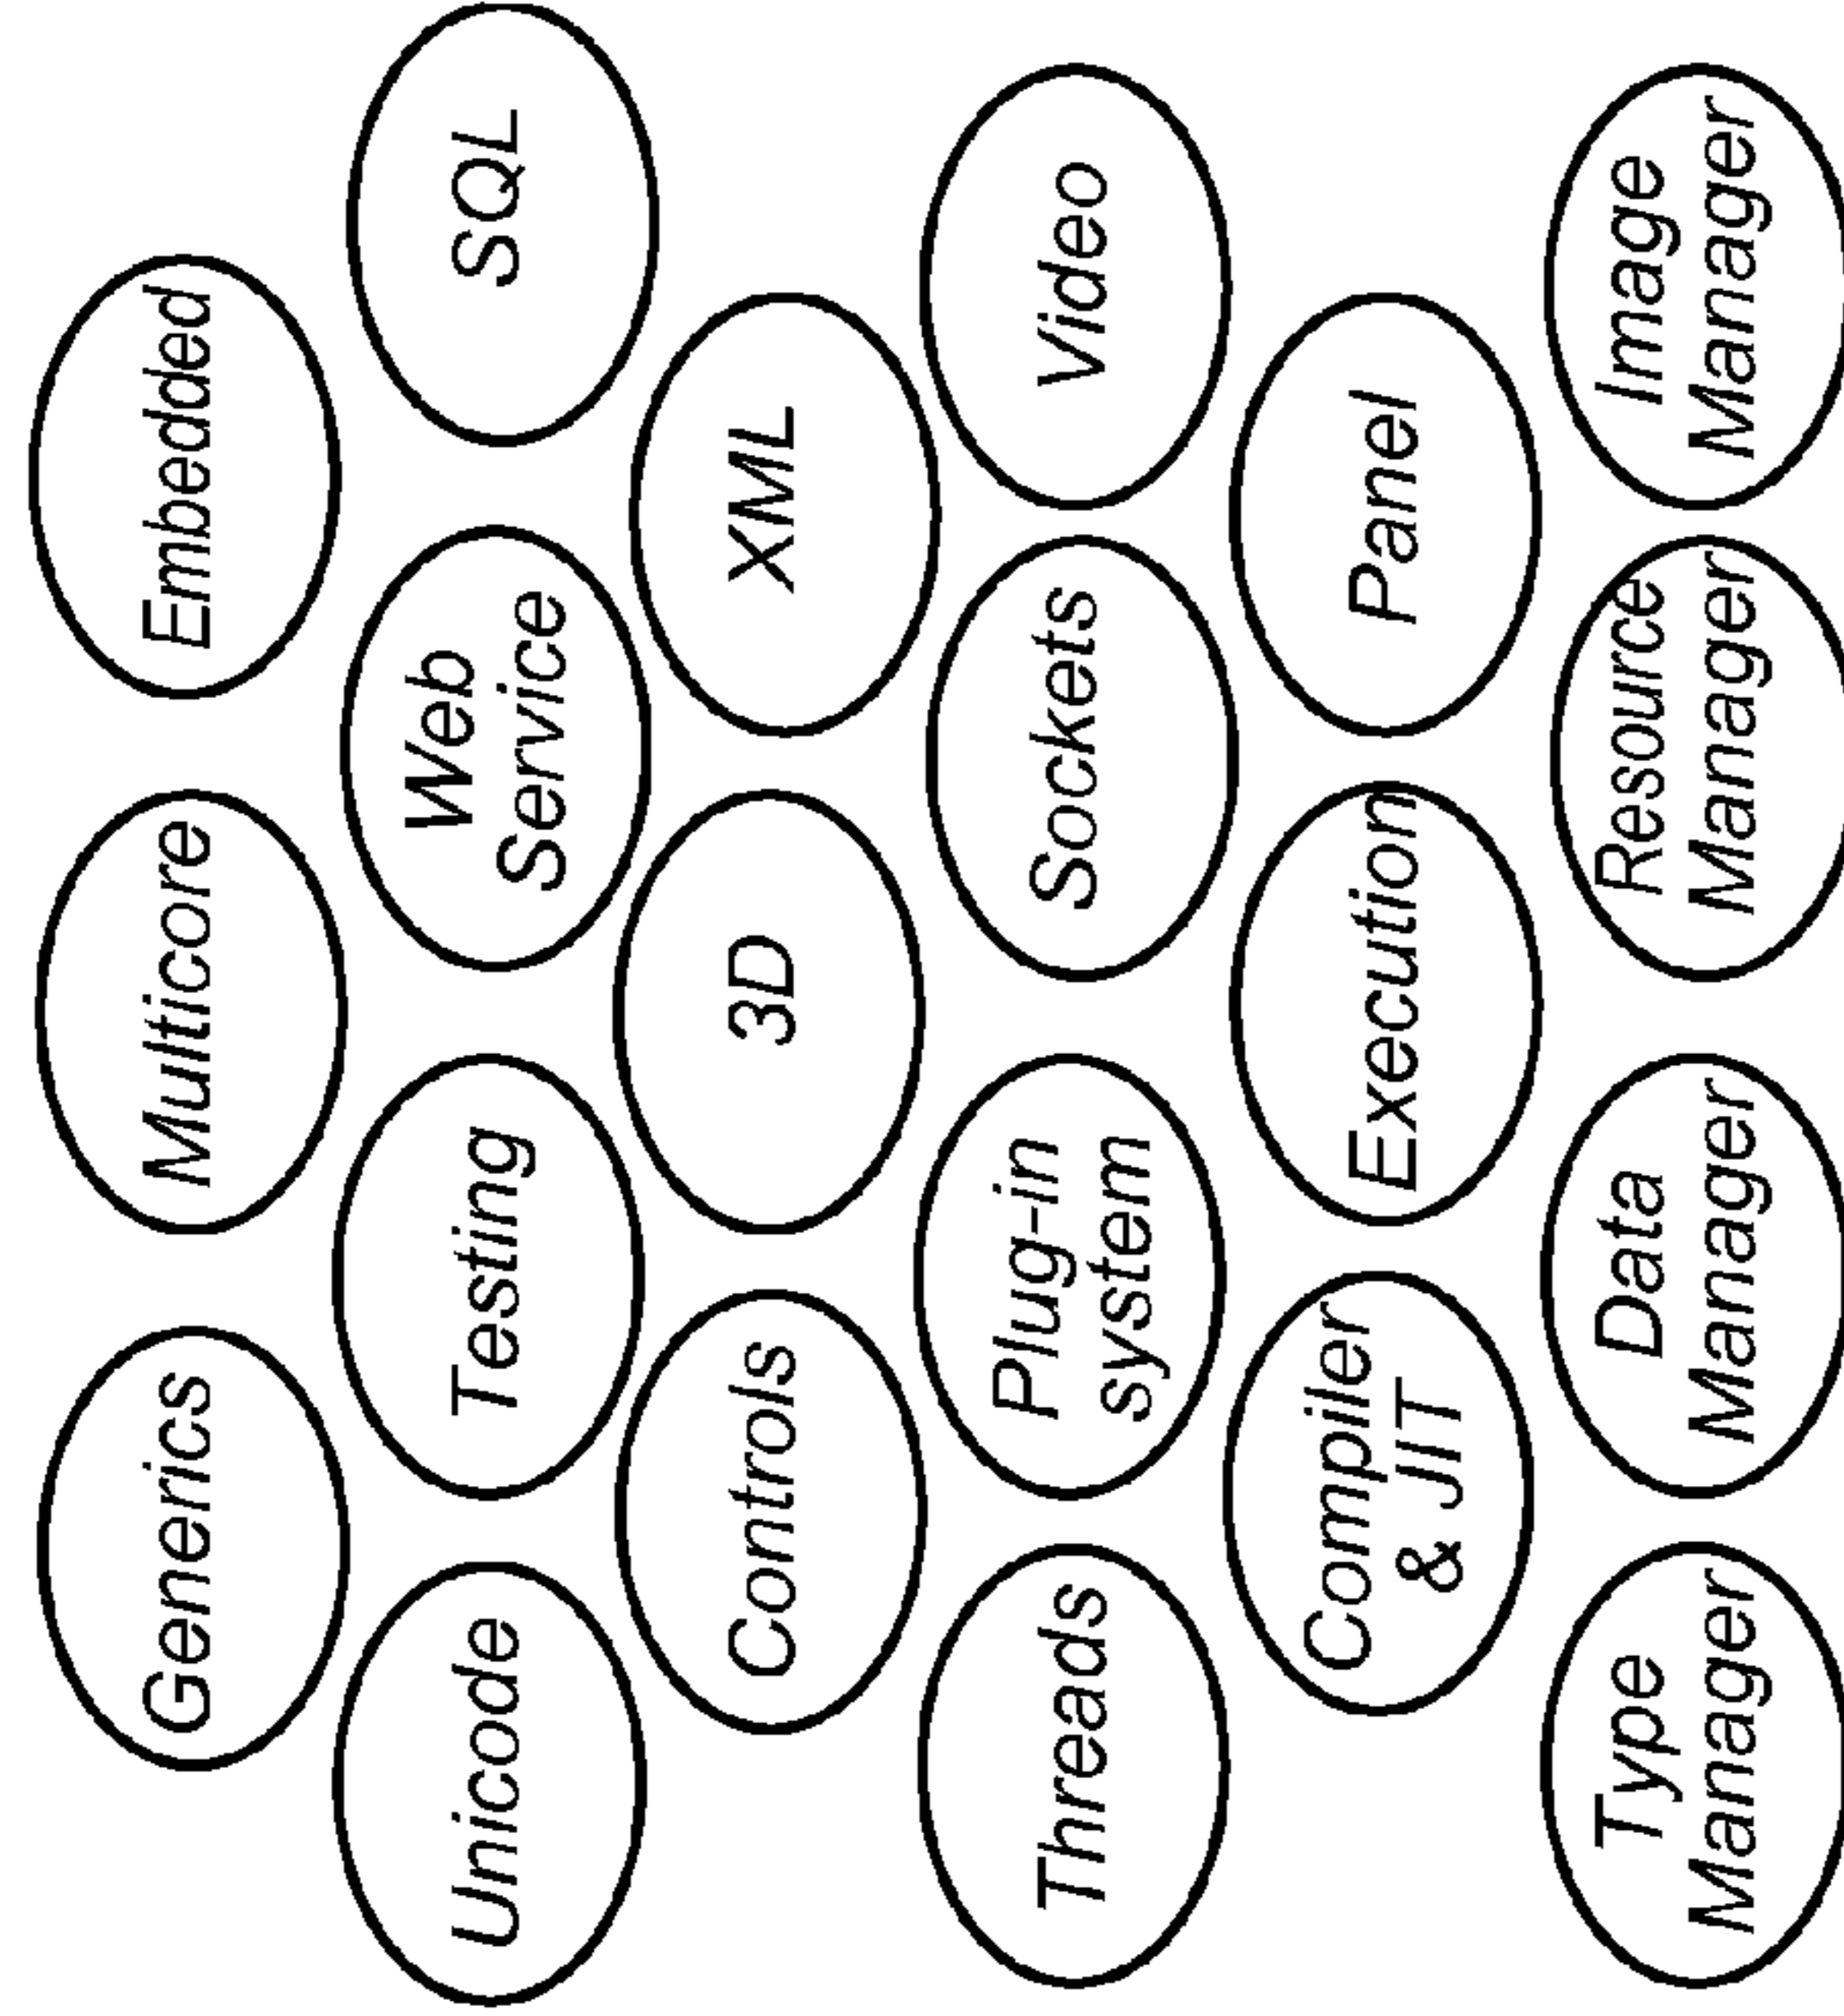 Generics
Multicore
Embedded
Unicode
Testing
Web
Service
SQL
Controls
3D
XML
Threads
Plug-in
system
Sockets
Video
Compiler
& JIT
Execution
Panel
Type
Manager
Data
Manager
Resource
Manager
Image
Manager